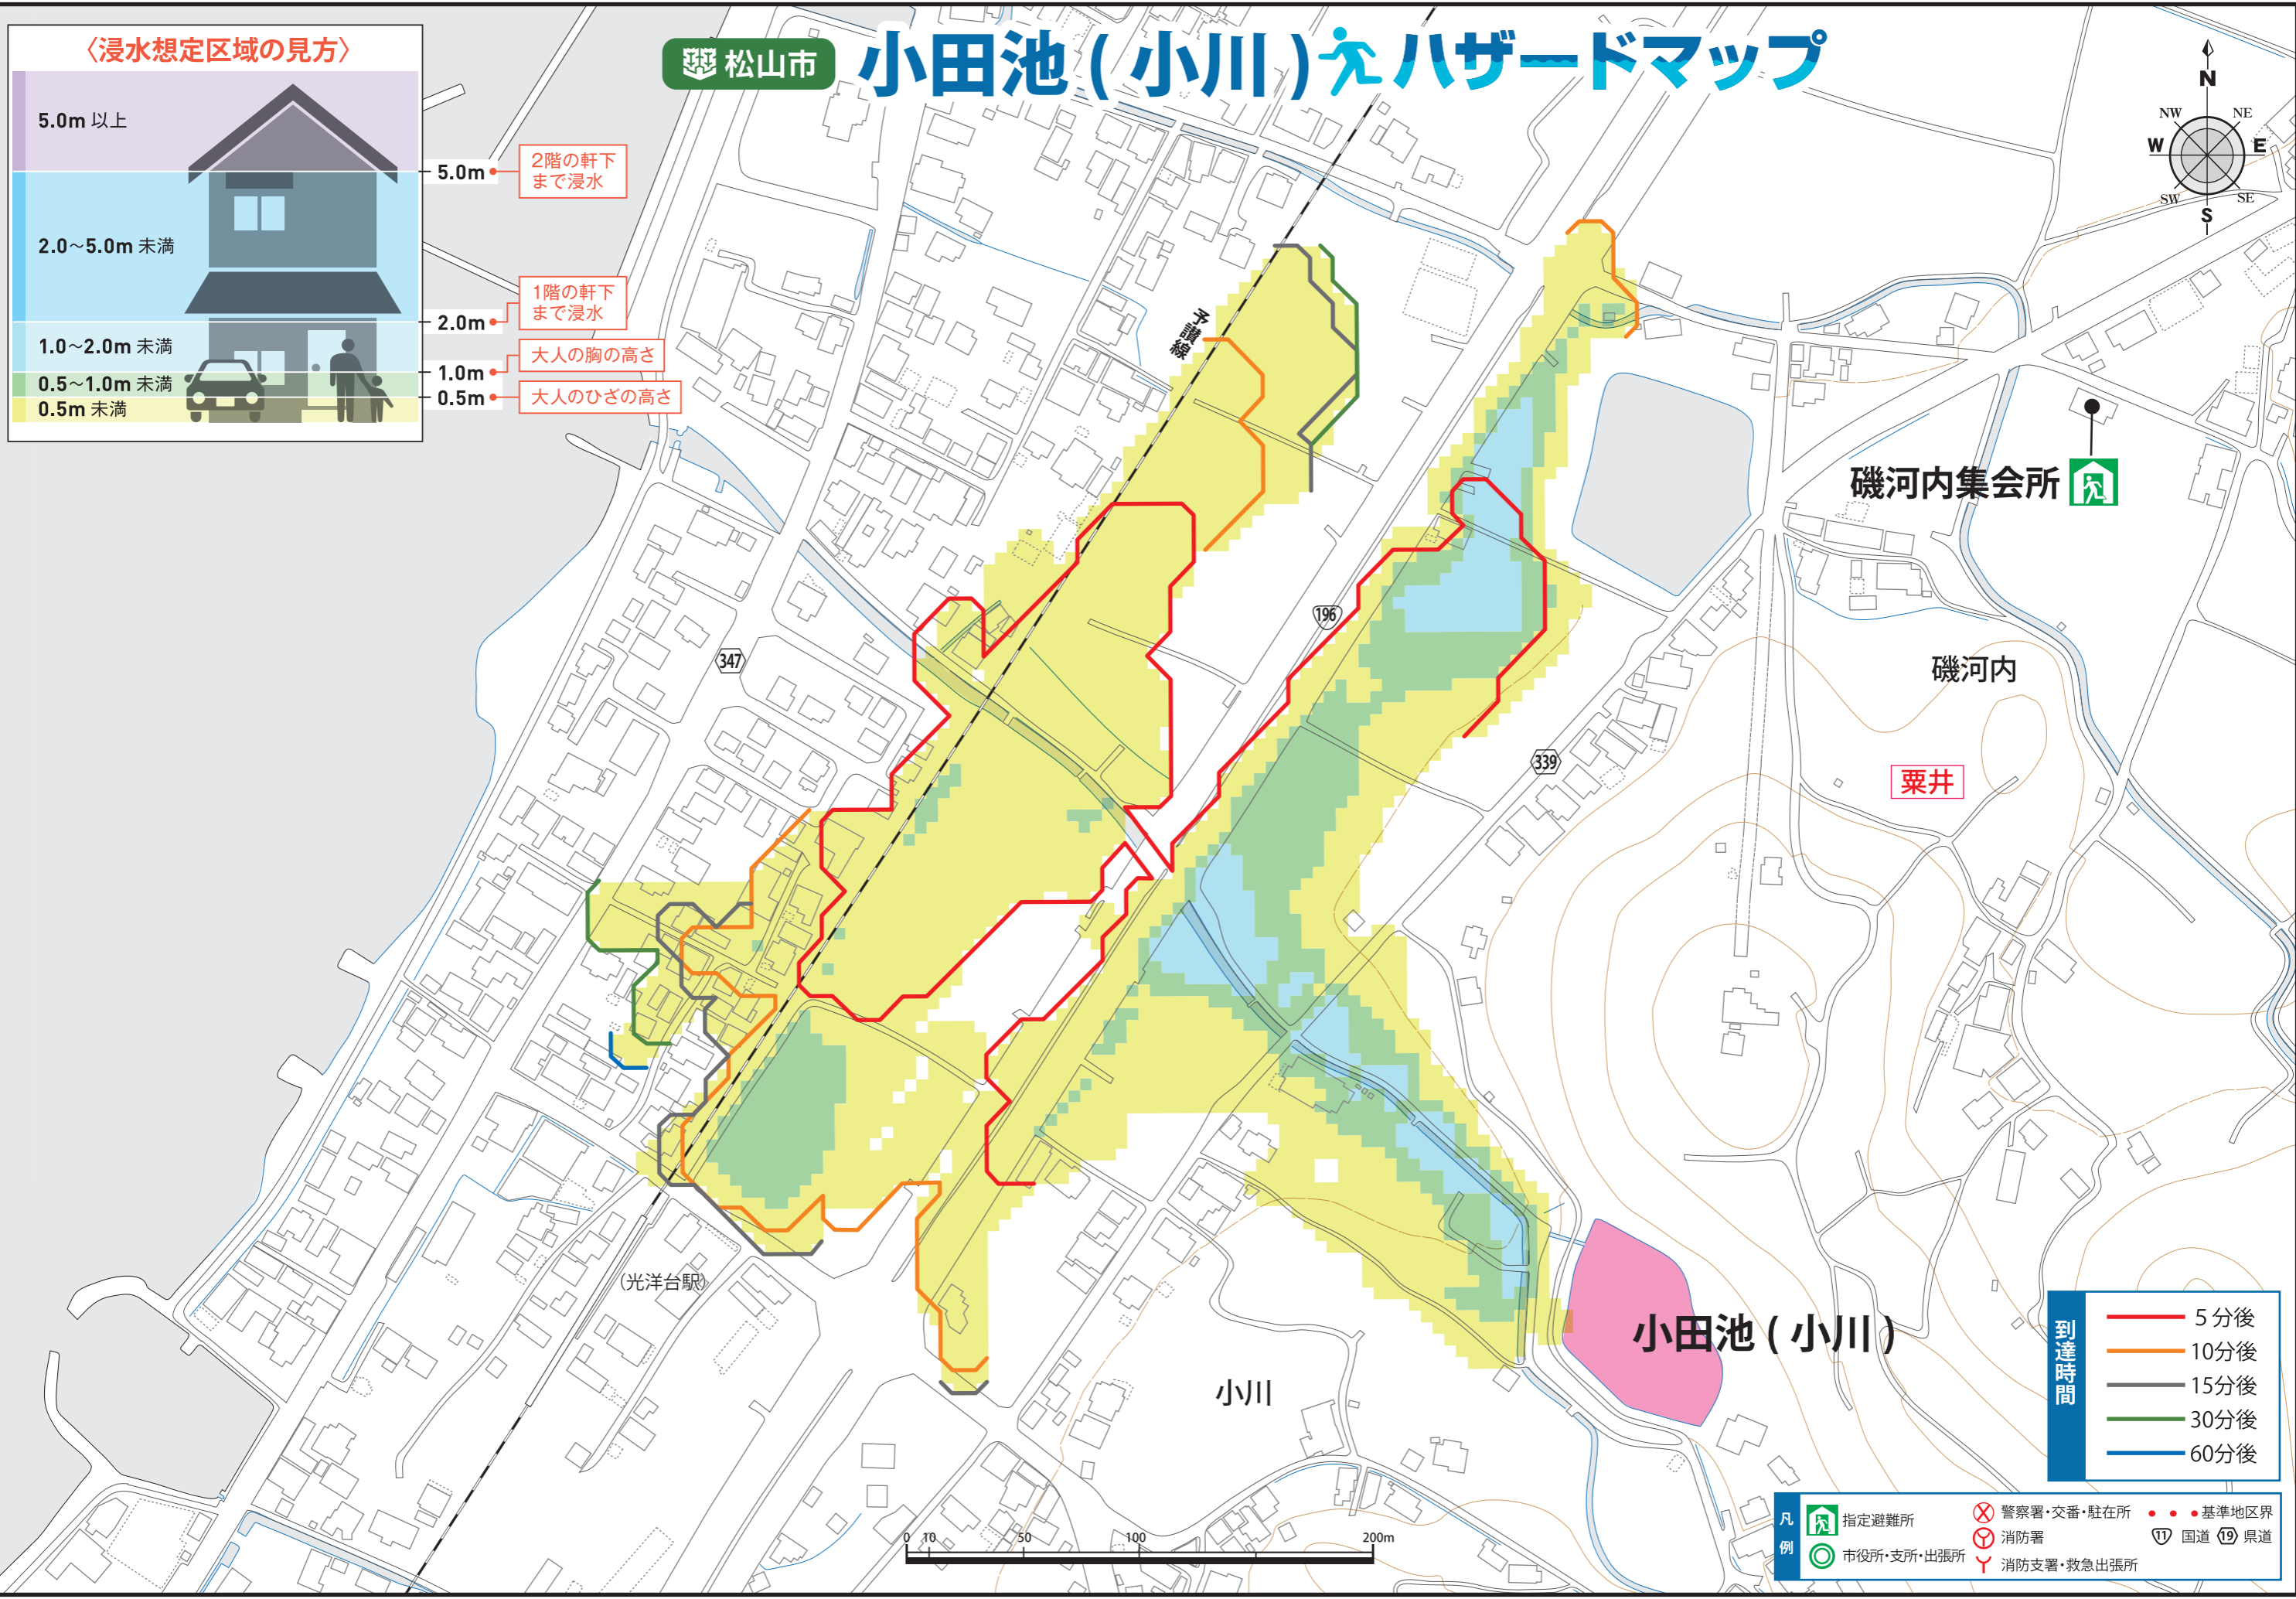 〈浸水想定区域の見方〉
5.0m 以上
2.0～5.0m 未満
1.0～2.0m 未満
0.5～1.0m 未満
0.5m 未満
5.0m
2階の軒下
まで浸水
2.0m
1階の軒下
まで浸水
1.0m
大人の胸の高さ
0.5m
大人のひざの高さ
松山市
小田池(小川)ハザードマップ
N
NW
NE
W
E
SW
SE
S
予讃線
磯河内集会所
196
347
磯河内
339
粟井
(光洋台駅)
小田池(小川)
小川
到達時間
5分後
10分後
15分後
30分後
60分後
0 10 50 100 200m
凡例
指定避難所
市役所・支所・出張所
警察署・交番・駐在所
消防署
消防支署・救急出張所
基準地区界
11 国道 19 県道